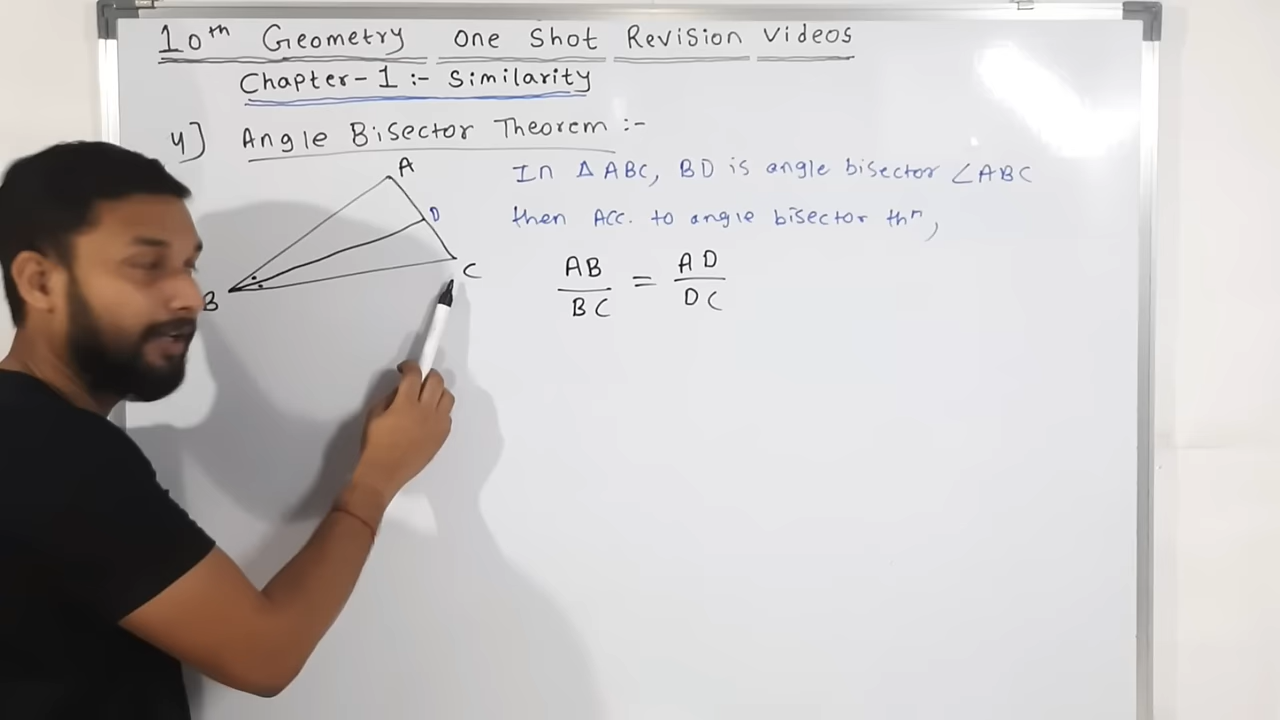 10th Geometry One Shot Revision Videos
Chapter-1 :- Similarity
4] Angle Bisector Theorem :-
A
D
C
B
In Δ ABC, BD is angle bisector ∠ABC
then Acc. to angle bisector thⁿ,
AB/BC = AD/DC